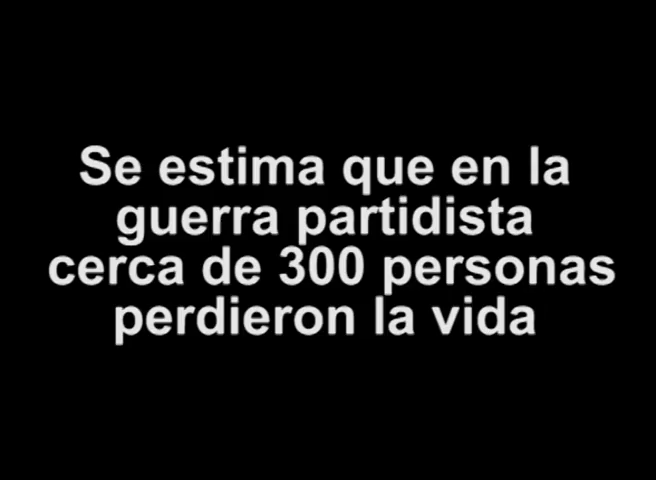 Se estima que en la
guerra partidista
cerca de 300 personas
perdieron la vida